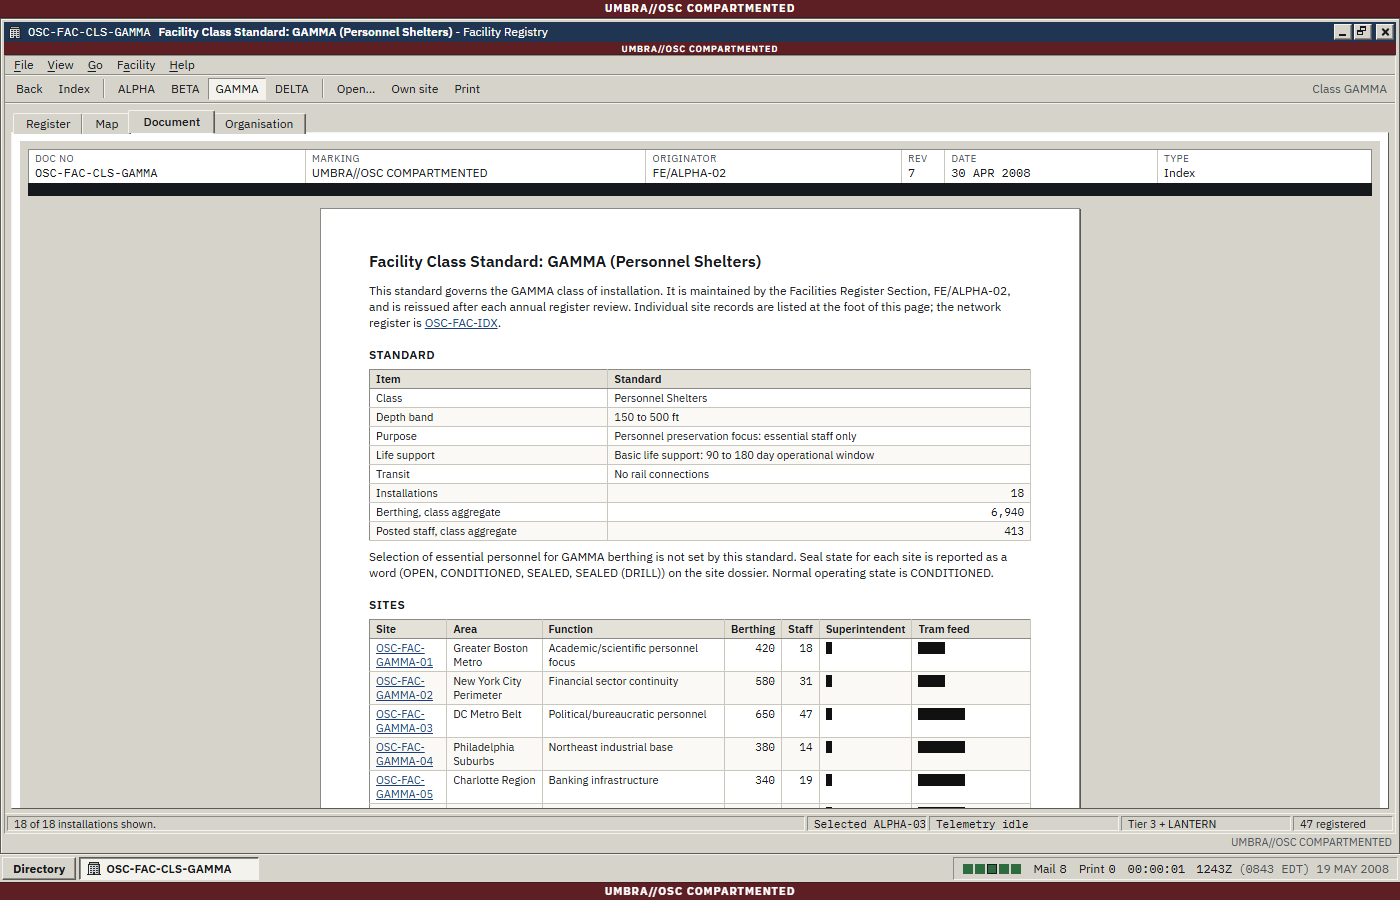 UMBRA//OSC COMPARTMENTED
OSC-FAC-CLS-GAMMA Facility Class Standard: GAMMA (Personnel Shelters) - Facility Registry
UMBRA//OSC COMPARTMENTED
File View Go Facility Help
Back Index ALPHA BETA GAMMA DELTA Open... Own site Print Class GAMMA
Register Map Document Organisation
DOC NO MARKING ORIGINATOR REV DATE TYPE
OSC-FAC-CLS-GAMMA UMBRA//OSC COMPARTMENTED FE/ALPHA-02 7 30 APR 2008 Index
Facility Class Standard: GAMMA (Personnel Shelters)
This standard governs the GAMMA class of installation. It is maintained by the Facilities Register Section, FE/ALPHA-02,
and is reissued after each annual register review. Individual site records are listed at the foot of this page; the network
register is OSC-FAC-IDX.
STANDARD
Item Standard
Class Personnel Shelters
Depth band 150 to 500 ft
Purpose Personnel preservation focus: essential staff only
Life support Basic life support: 90 to 180 day operational window
Transit No rail connections
Installations 18
Berthing, class aggregate 6,940
Posted staff, class aggregate 413
Selection of essential personnel for GAMMA berthing is not set by this standard. Seal state for each site is reported as a
word (OPEN, CONDITIONED, SEALED, SEALED (DRILL)) on the site dossier. Normal operating state is CONDITIONED.
SITES
Site Area Function Berthing Staff Superintendent Tram feed
OSC-FAC- Greater Boston Academic/scientific personnel 420 18
GAMMA-01 Metro focus
OSC-FAC- New York City Financial sector continuity 580 31
GAMMA-02 Perimeter
OSC-FAC- DC Metro Belt Political/bureaucratic personnel 650 47
GAMMA-03
OSC-FAC- Philadelphia Northeast industrial base 380 14
GAMMA-04 Suburbs
OSC-FAC- Charlotte Region Banking infrastructure 340 19
GAMMA-05
18 of 18 installations shown. Selected ALPHA-03 Telemetry idle Tier 3 + LANTERN 47 registered
UMBRA//OSC COMPARTMENTED
Directory OSC-FAC-CLS-GAMMA Mail 8 Print 0 00:00:01 1243Z (0843 EDT) 19 MAY 2008
UMBRA//OSC COMPARTMENTED